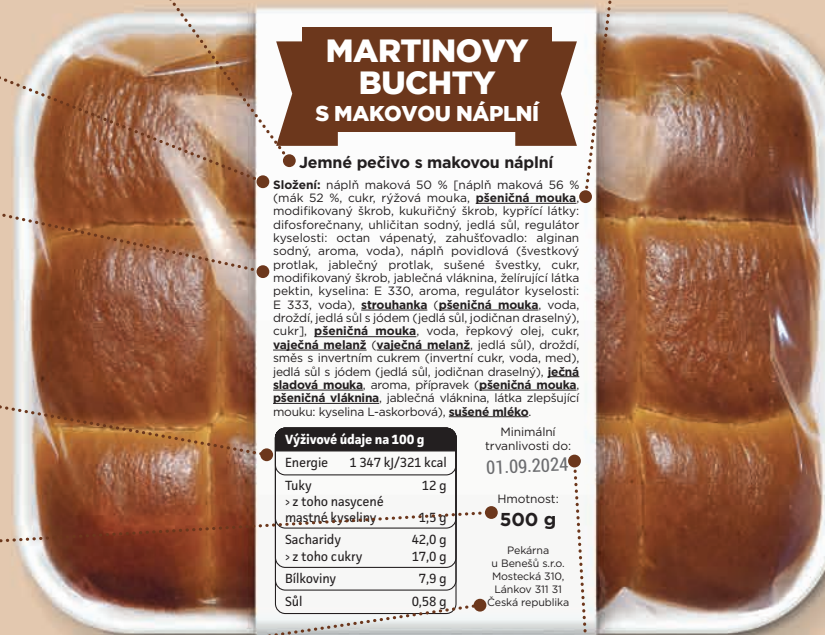 MARTINOVY
BUCHTY
S MAKOVOU NÁPLNÍ
Jemné pečivo s makovou náplní
Složení: náplň maková 50 % [náplň maková 56 %
(mák 52 %, cukr, rýžová mouka, pšeničná mouka,
modifikovaný škrob, kukuřičný škrob, kypřící látky:
difosforečnany, uhličitan sodný, jedlá sůl, regulátor
kyselosti: octan vápenatý, zahušťovadlo: alginan
sodný, aroma, voda), náplň povidlová (švestkový
protlak, jablečný protlak, sušené švestky, cukr,
modifikovaný škrob, jablečná vláknina, želírující látka
pektin, kyselina: E 330, aroma, regulátor kyselosti:
E 333, voda), strouhanka (pšeničná mouka, voda,
droždí, jedlá sůl s jódem (jedlá sůl, jodičnan draselný),
cukr], pšeničná mouka, voda, řepkový olej, cukr,
vaječná melanž (vaječná melanž, jedlá sůl), droždí,
směs s invertním cukrem (invertní cukr, voda, med),
jedlá sůl s jódem (jedlá sůl, jodičnan draselný), ječná
sladová mouka, aroma, přípravek (pšeničná mouka,
pšeničná vláknina, jablečná vláknina, látka zlepšující
mouku: kyselina L-askorbová), sušené mléko.
Výživové údaje na 100 g
Energie 1 347 kJ/321 kcal
Tuky 12 g
> z toho nasycené
mastné kyseliny 1,5 g
Sacharidy 42,0 g
> z toho cukry 17,0 g
Bílkoviny 7,9 g
Sůl 0,58 g
Minimální
trvanlivosti do:
01.09.2024
Hmotnost:
500 g
Pekárna
u Benešů s.r.o.
Mostecká 310,
Lánkov 311 31
Česká republika